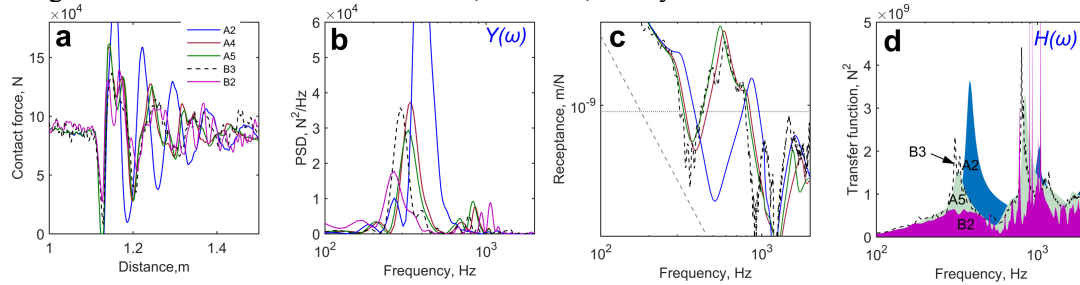 a
×10⁴
Contact force, N
15
10
5
0
1
1.2
1.4
Distance,m
A2
A4
A5
B3
B2
b
×10⁴
Y(ω)
PSD, N²/Hz
6
5
4
3
2
1
0
10²
10³
Frequency, Hz
c
Receptance, m/N
10⁻⁹
10²
10³
Frequency, Hz
d
×10⁹
H(ω)
Transfer function, N²
5
4
3
2
1
0
B3
A2
A5
B2
10²
10³
Frequency, Hz